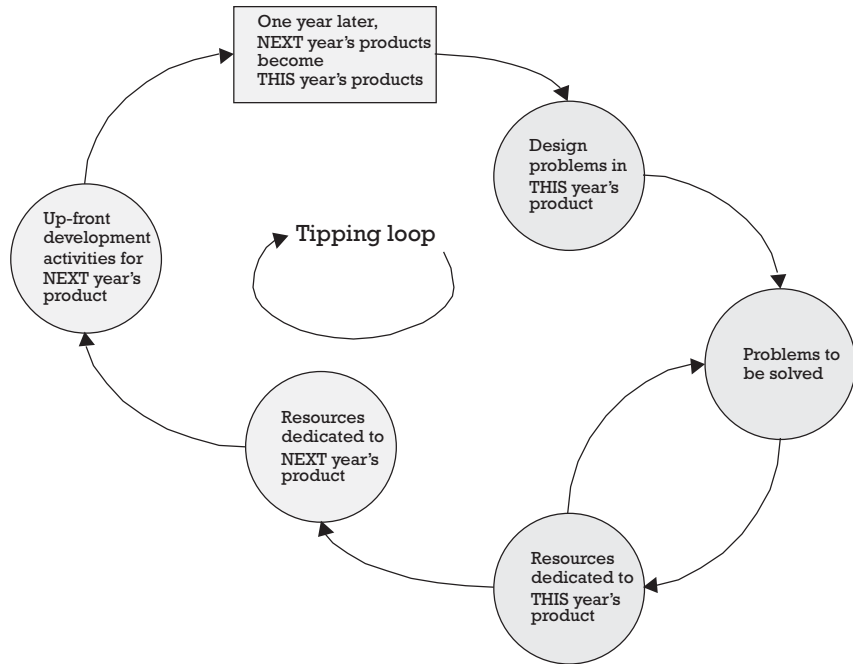 One year later,
NEXT year's products
become
THIS year's products
Design
problems in
THIS year's
product
Up-front
development
activities for
NEXT year's
product
Tipping loop
Problems to
be solved
Resources
dedicated to
NEXT year's
product
Resources
dedicated to
THIS year's
product